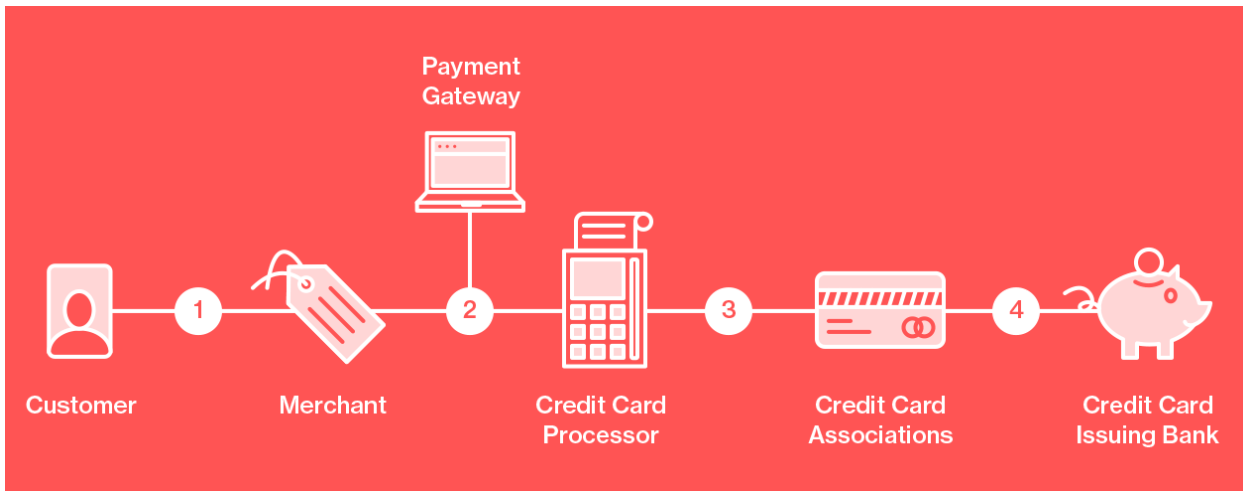 Payment
Gateway
1
2
3
4
Customer
Merchant
Credit Card
Processor
Credit Card
Associations
Credit Card
Issuing Bank